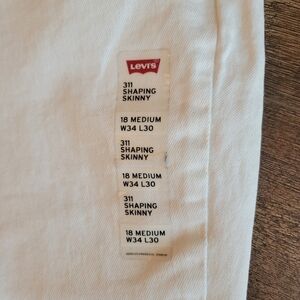 Levi's
311
SHAPING
SKINNY
18 MEDIUM
W34 L30
311
SHAPING
SKINNY
18 MEDIUM
W34 L30
311
SHAPING
SKINNY
18 MEDIUM
W34 L30